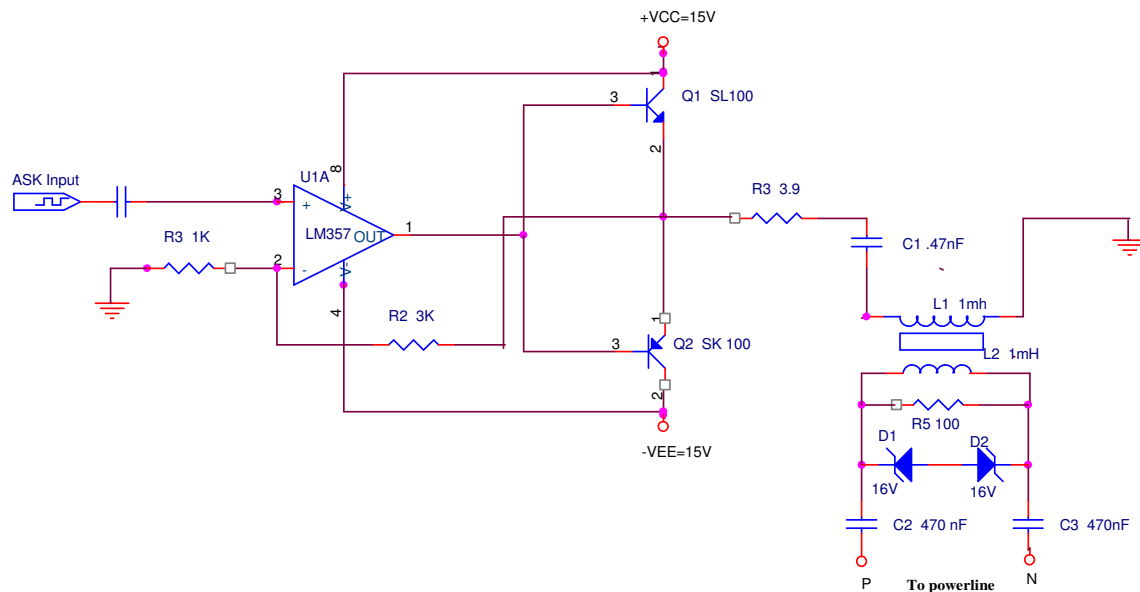 +VCC=15V
1
3
Q1 SL100
2
ASK Input
8
U1A
V+
3
+
R3 3.9
LM357
OUT
1
R3 1K
2
-
V-
C1 .47nF
4
R2 3K
L1 1mh
1
3
Q2 SK 100
L2 1mH
2
R5 100
-VEE=15V
D1
D2
16V
16V
C2 470 nF
C3 470nF
P
To powerline
N